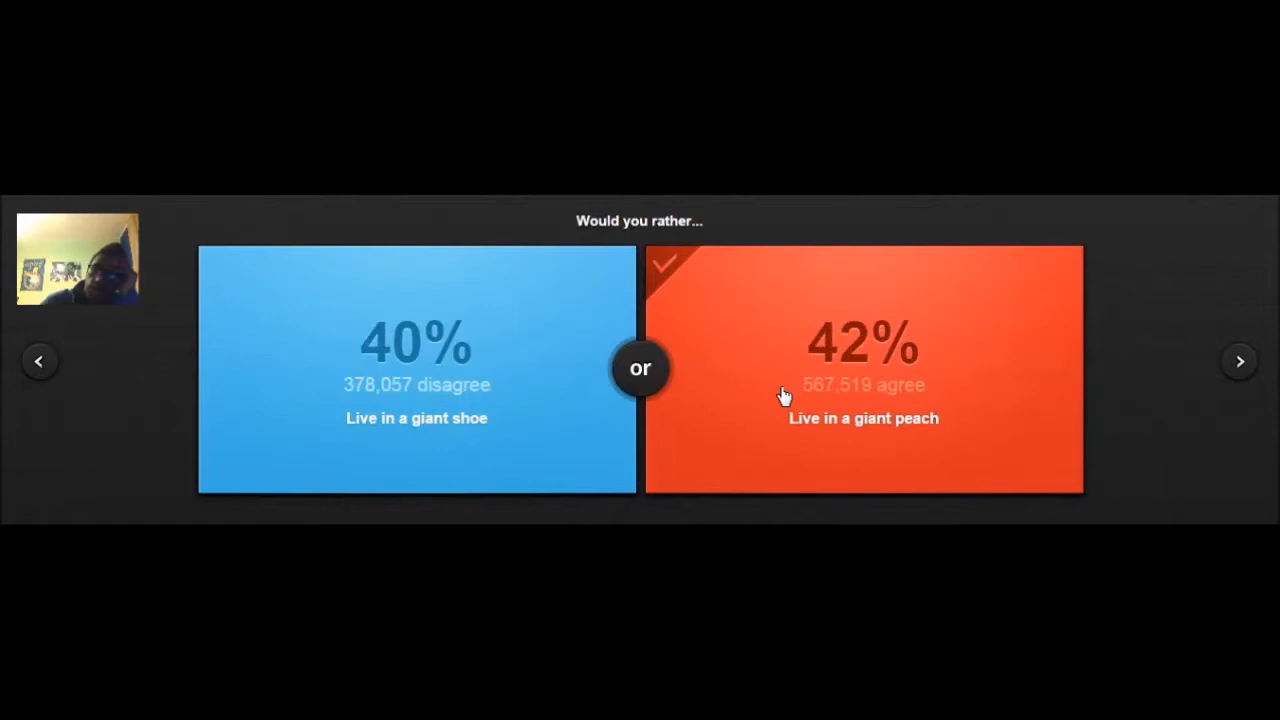 Would you rather...
40%
378,057 disagree
Live in a giant shoe
or
42%
567,519 agree
Live in a giant peach